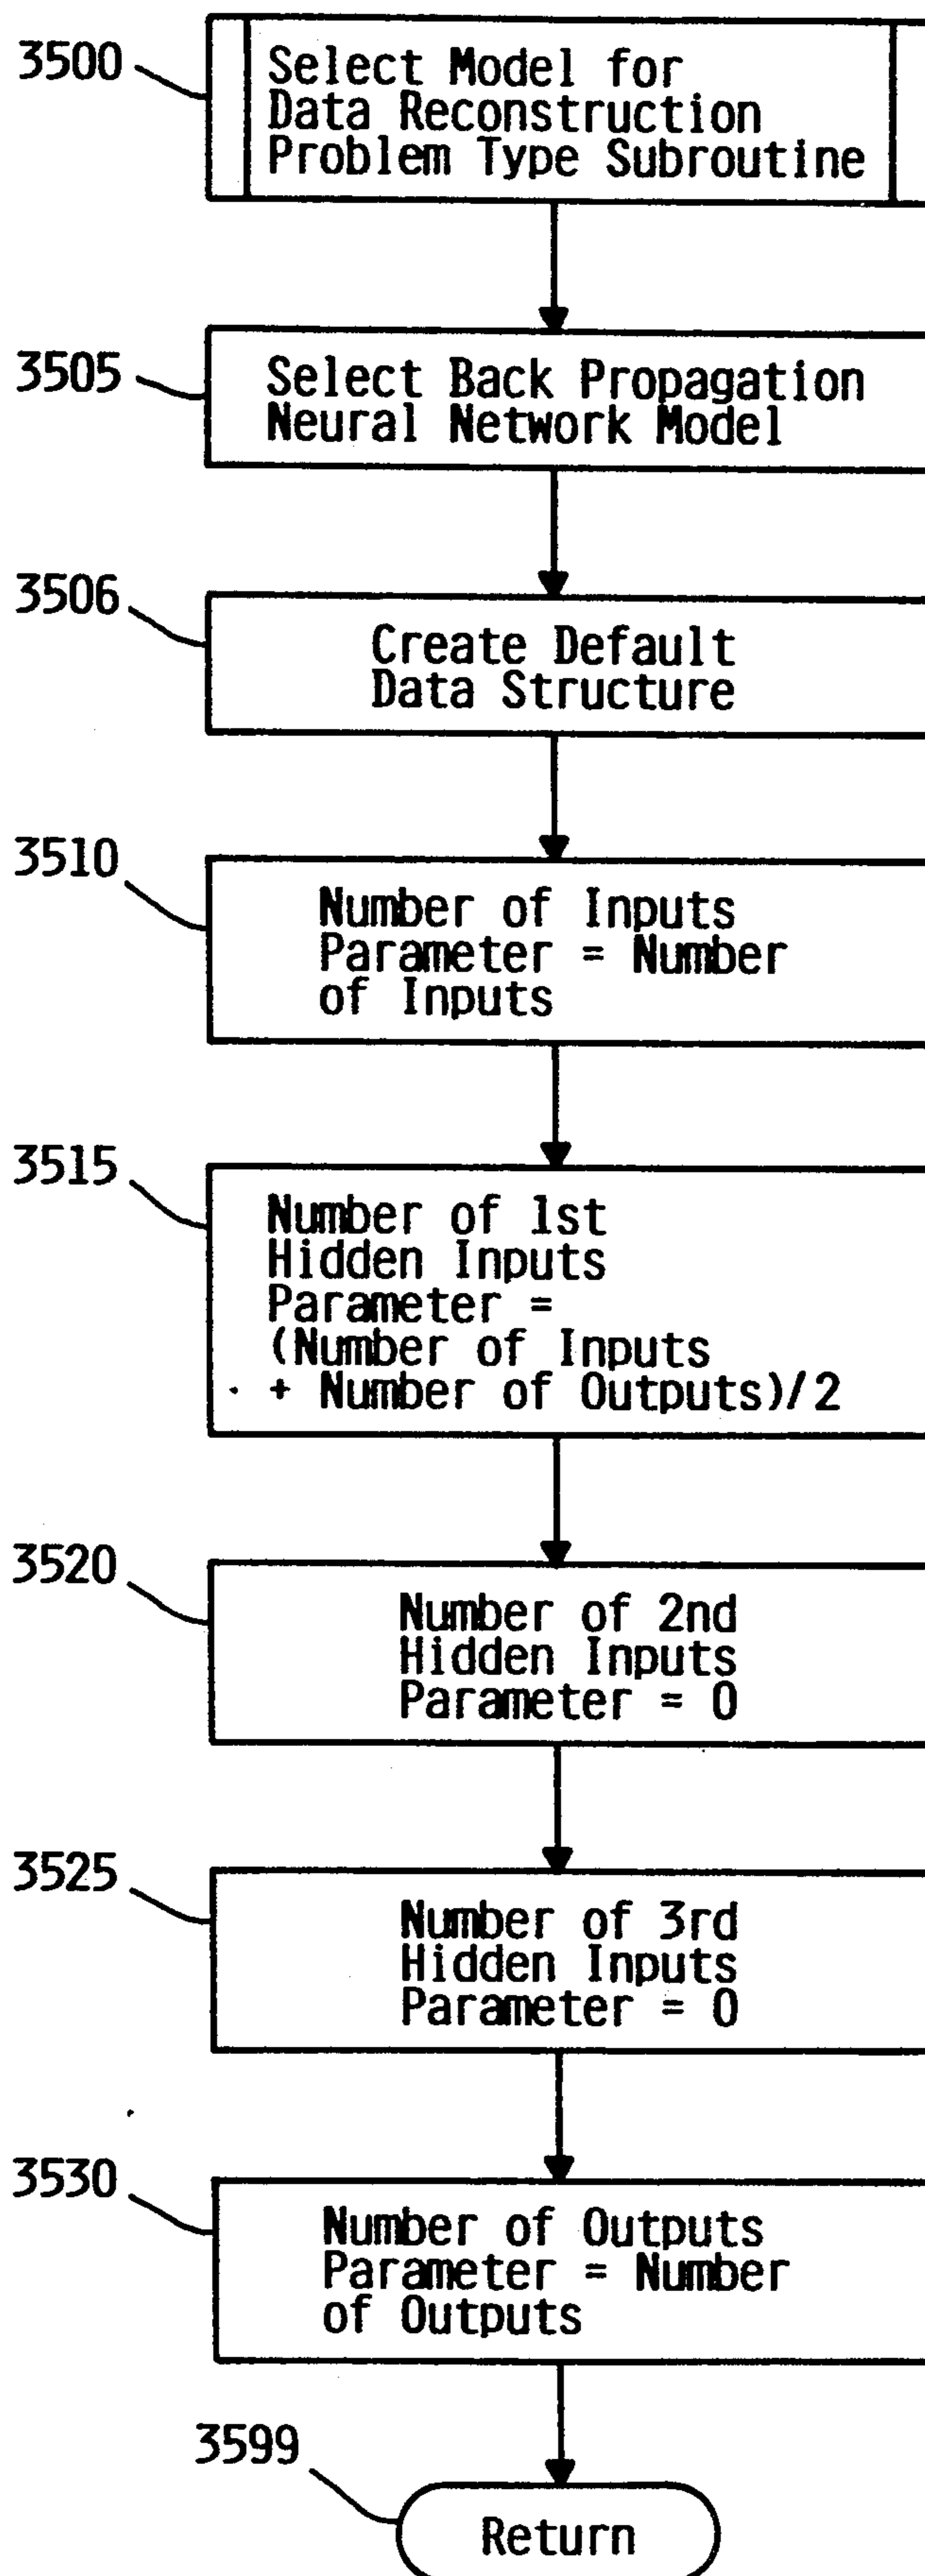 3500
Select Model for
Data Reconstruction
Problem Type Subroutine
3505
Select Back Propagation
Neural Network Model
3506
Create Default
Data Structure
3510
Number of Inputs
Parameter = Number
of Inputs
3515
Number of 1st
Hidden Inputs
Parameter =
(Number of Inputs
+ Number of Outputs)/2
3520
Number of 2nd
Hidden Inputs
Parameter = 0
3525
Number of 3rd
Hidden Inputs
Parameter = 0
3530
Number of Outputs
Parameter = Number
of Outputs
3599
Return